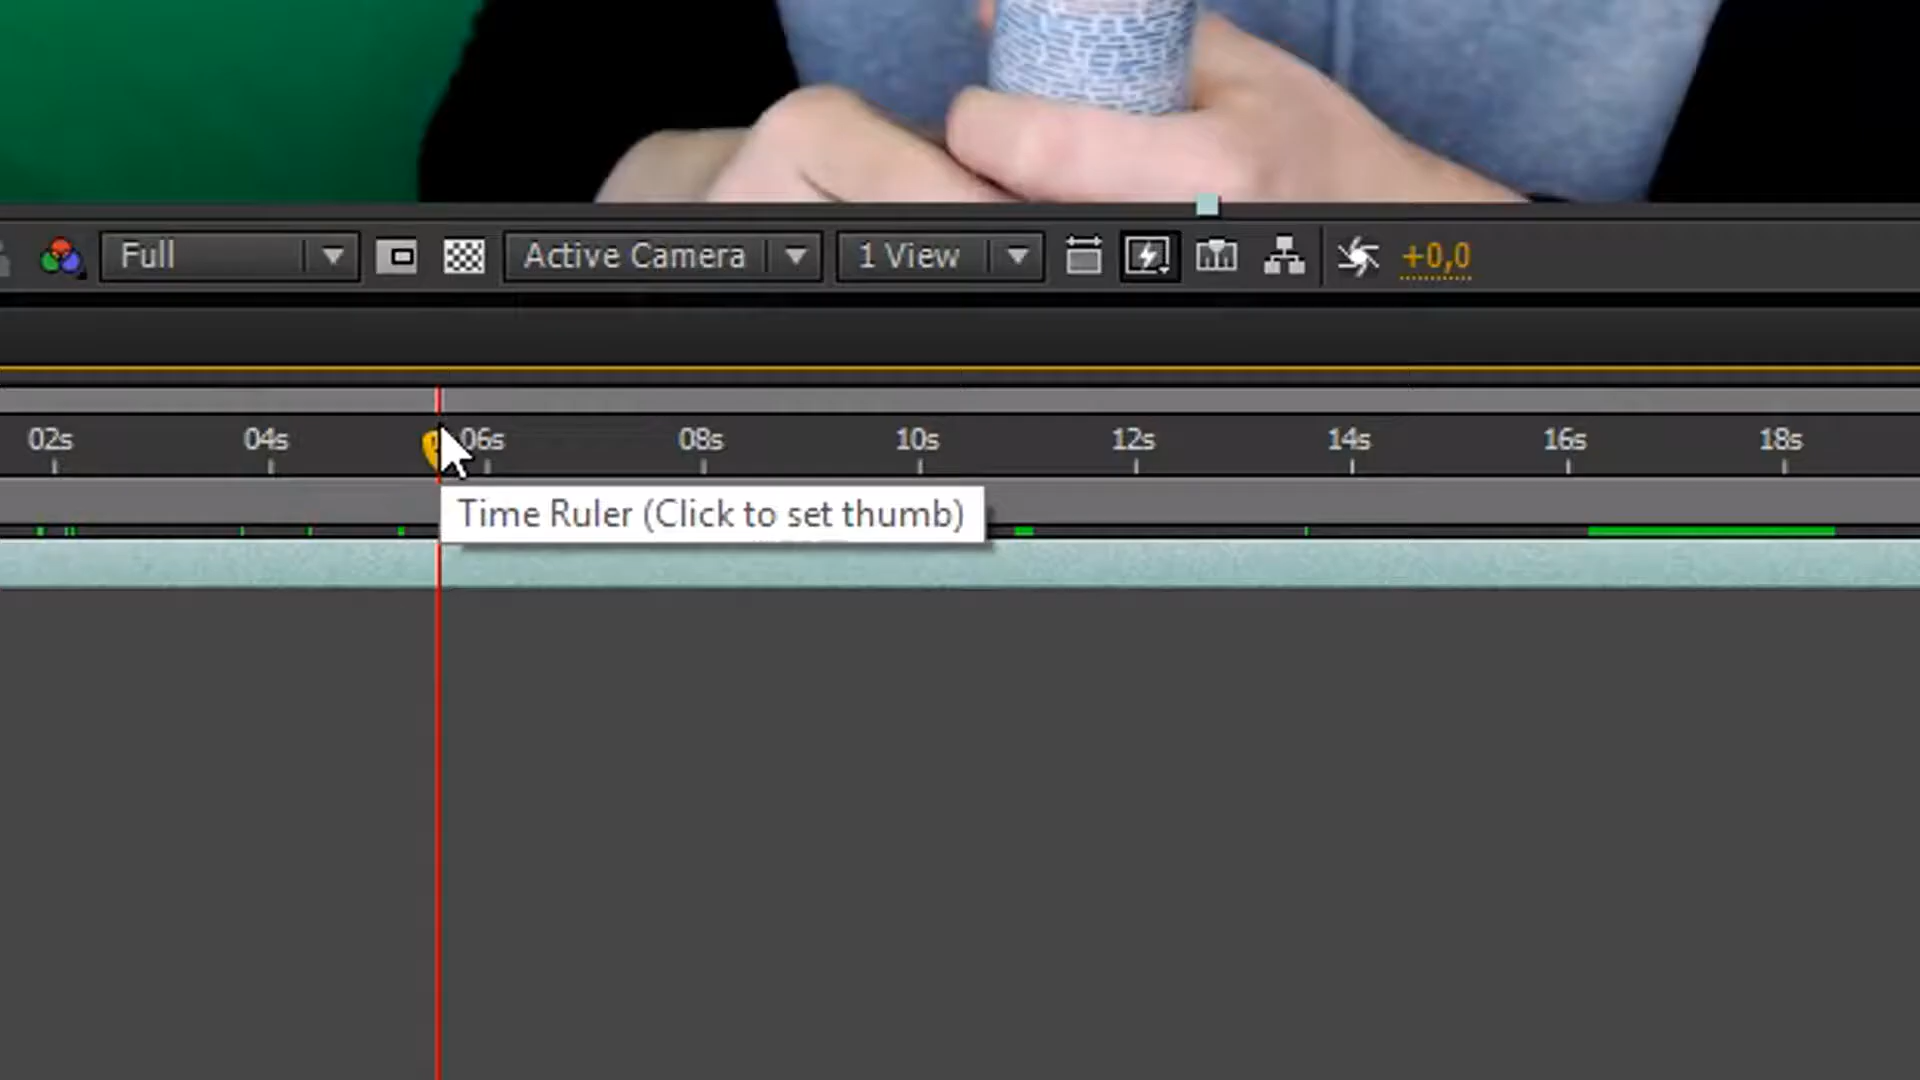 Full Active Camera 1 View +0,0
02s 04s 06s 08s 10s 12s 14s 16s 18s
Time Ruler (Click to set thumb)